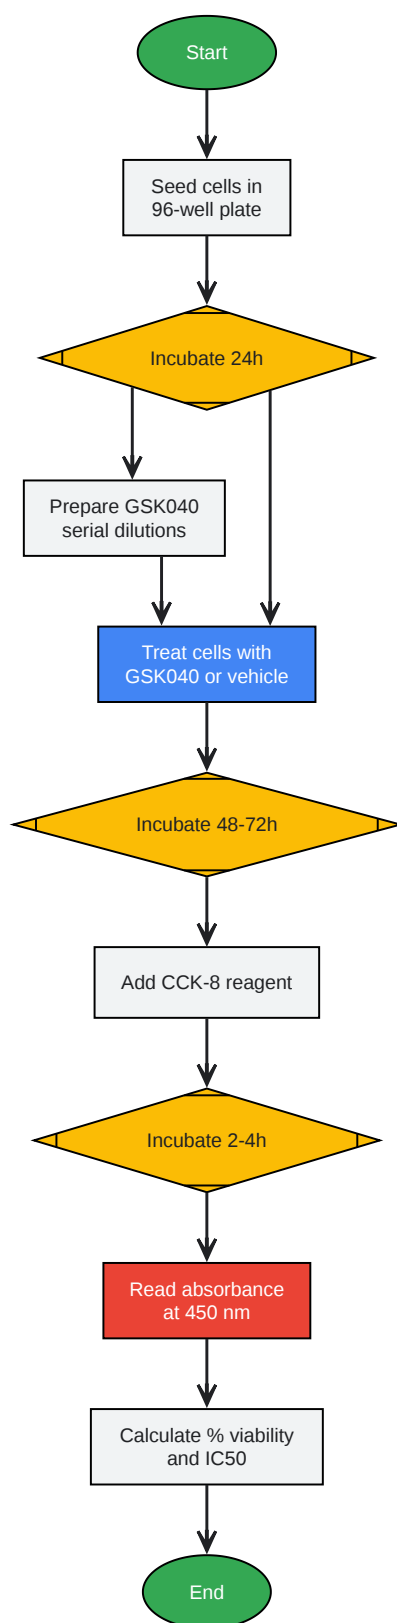 Start
Seed cells in
96-well plate
Incubate 24h
Prepare GSK040
serial dilutions
Treat cells with
GSK040 or vehicle
Incubate 48-72h
Add CCK-8 reagent
Incubate 2-4h
Read absorbance
at 450 nm
Calculate % viability
and IC50
End